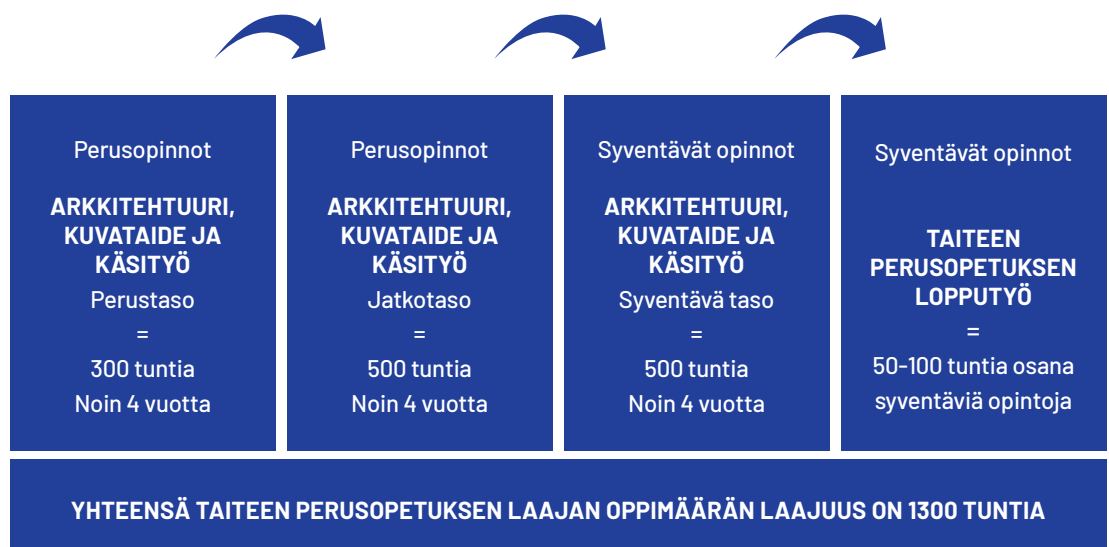 Perusopinnot
ARKKITEHTUURI,
KUVATAIDE JA
KÄSITYÖ
Perustaso
=
300 tuntia
Noin 4 vuotta
Perusopinnot
ARKKITEHTUURI,
KUVATAIDE JA
KÄSITYÖ
Jatkotaso
=
500 tuntia
Noin 4 vuotta
Syventävät opinnot
ARKKITEHTUURI,
KUVATAIDE JA
KÄSITYÖ
Syventävä taso
=
500 tuntia
Noin 4 vuotta
Syventävät opinnot
TAITEEN
PERUSOPETUKSEN
LOPPUTYÖ
=
50-100 tuntia osana
syventäviä opintoja
YHTEENSÄ TAITEEN PERUSOPETUKSEN LAAJAN OPPIMÄÄRÄN LAAJUUS ON 1300 TUNTIA